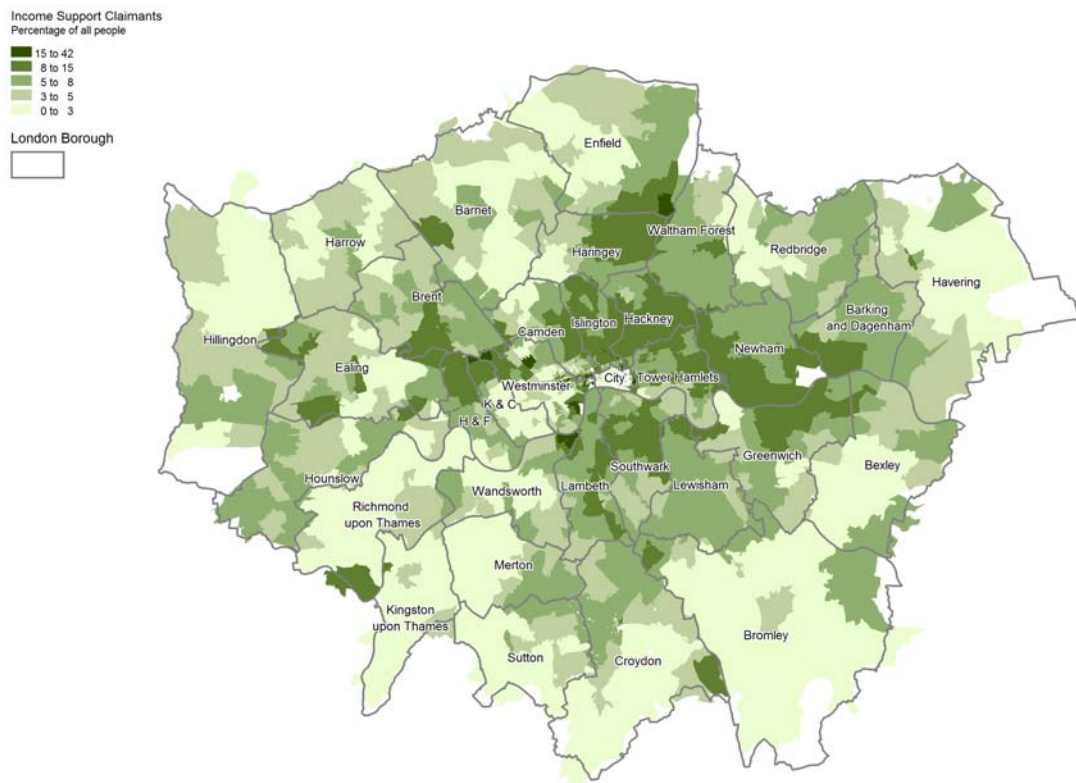 Income Support Claimants
Percentage of all people
15 to 42
8 to 15
5 to 8
3 to 5
0 to 3
London Borough
Enfield
Barnet
Harrow
Haringey
Waltham Forest
Redbridge
Havering
Brent
Camden
Islington
Hackney
Barking
and Dagenham
Hillingdon
Ealing
Newham
Westminster
City
Tower Hamlets
K & C
H & F
Hounslow
Richmond
upon Thames
Wandsworth
Lambeth
Southwark
Lewisham
Greenwich
Bexley
Merton
Kingston
upon Thames
Sutton
Croydon
Bromley